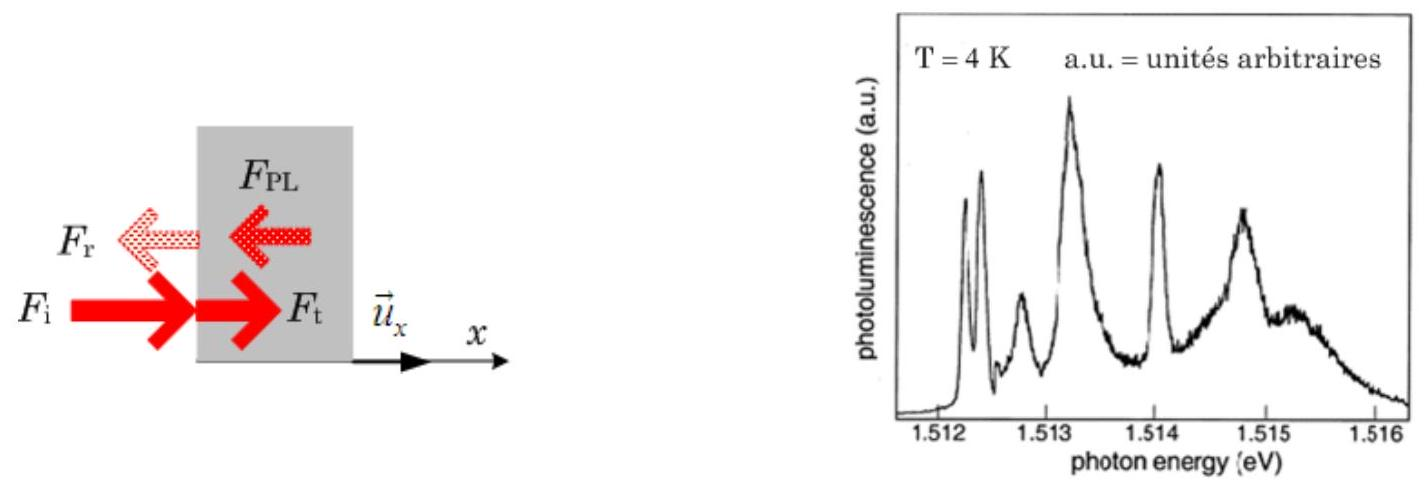 F_PL
F_r
F_i
F_t
u⃗_x
x
T = 4 K a.u. = unités arbitraires
photoluminescence (a.u.)
1.512 1.513 1.514 1.515 1.516
photon energy (eV)